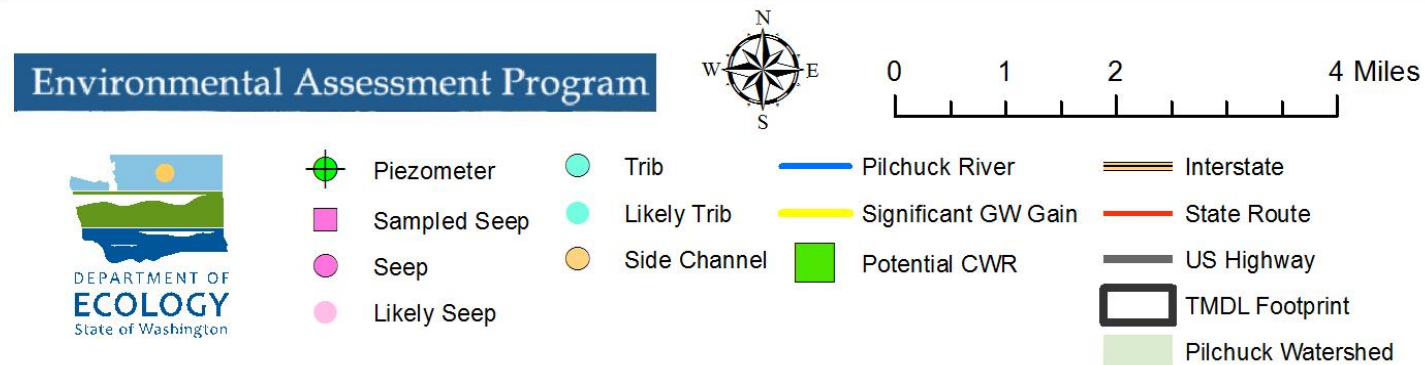 Environmental Assessment Program
N
W E
S
0 1 2 4 Miles
DEPARTMENT OF
ECOLOGY
State of Washington
Piezometer
Sampled Seep
Seep
Likely Seep
Trib
Likely Trib
Side Channel
Pilchuck River
Significant GW Gain
Potential CWR
Interstate
State Route
US Highway
TMDL Footprint
Pilchuck Watershed